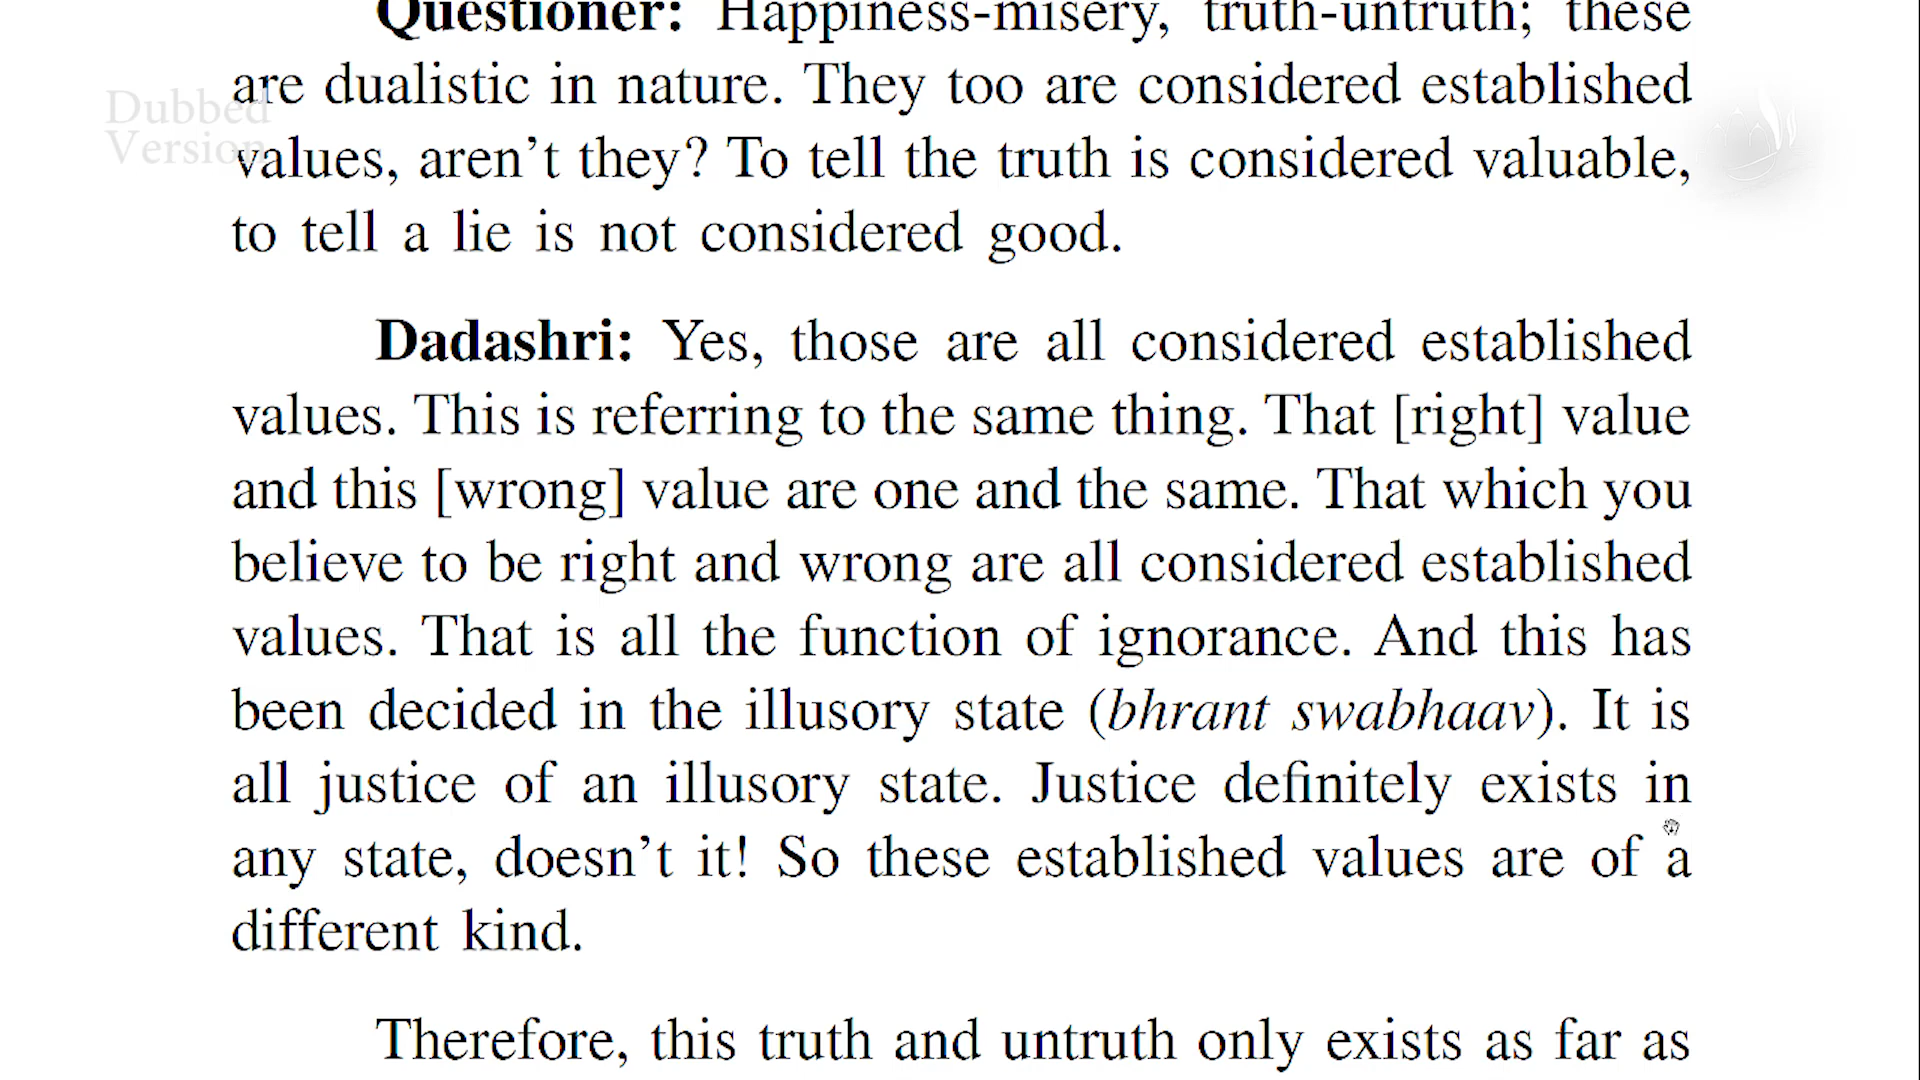 Questioner: Happiness-misery, truth-untruth; these
are dualistic in nature. They too are considered established
values, aren’t they? To tell the truth is considered valuable,
to tell a lie is not considered good.
Dubbed
Version
Dadashri: Yes, those are all considered established
values. This is referring to the same thing. That [right] value
and this [wrong] value are one and the same. That which you
believe to be right and wrong are all considered established
values. That is all the function of ignorance. And this has
been decided in the illusory state (bhrant swabhaav). It is
all justice of an illusory state. Justice definitely exists in
any state, doesn’t it! So these established values are of a
different kind.
Therefore, this truth and untruth only exists as far as